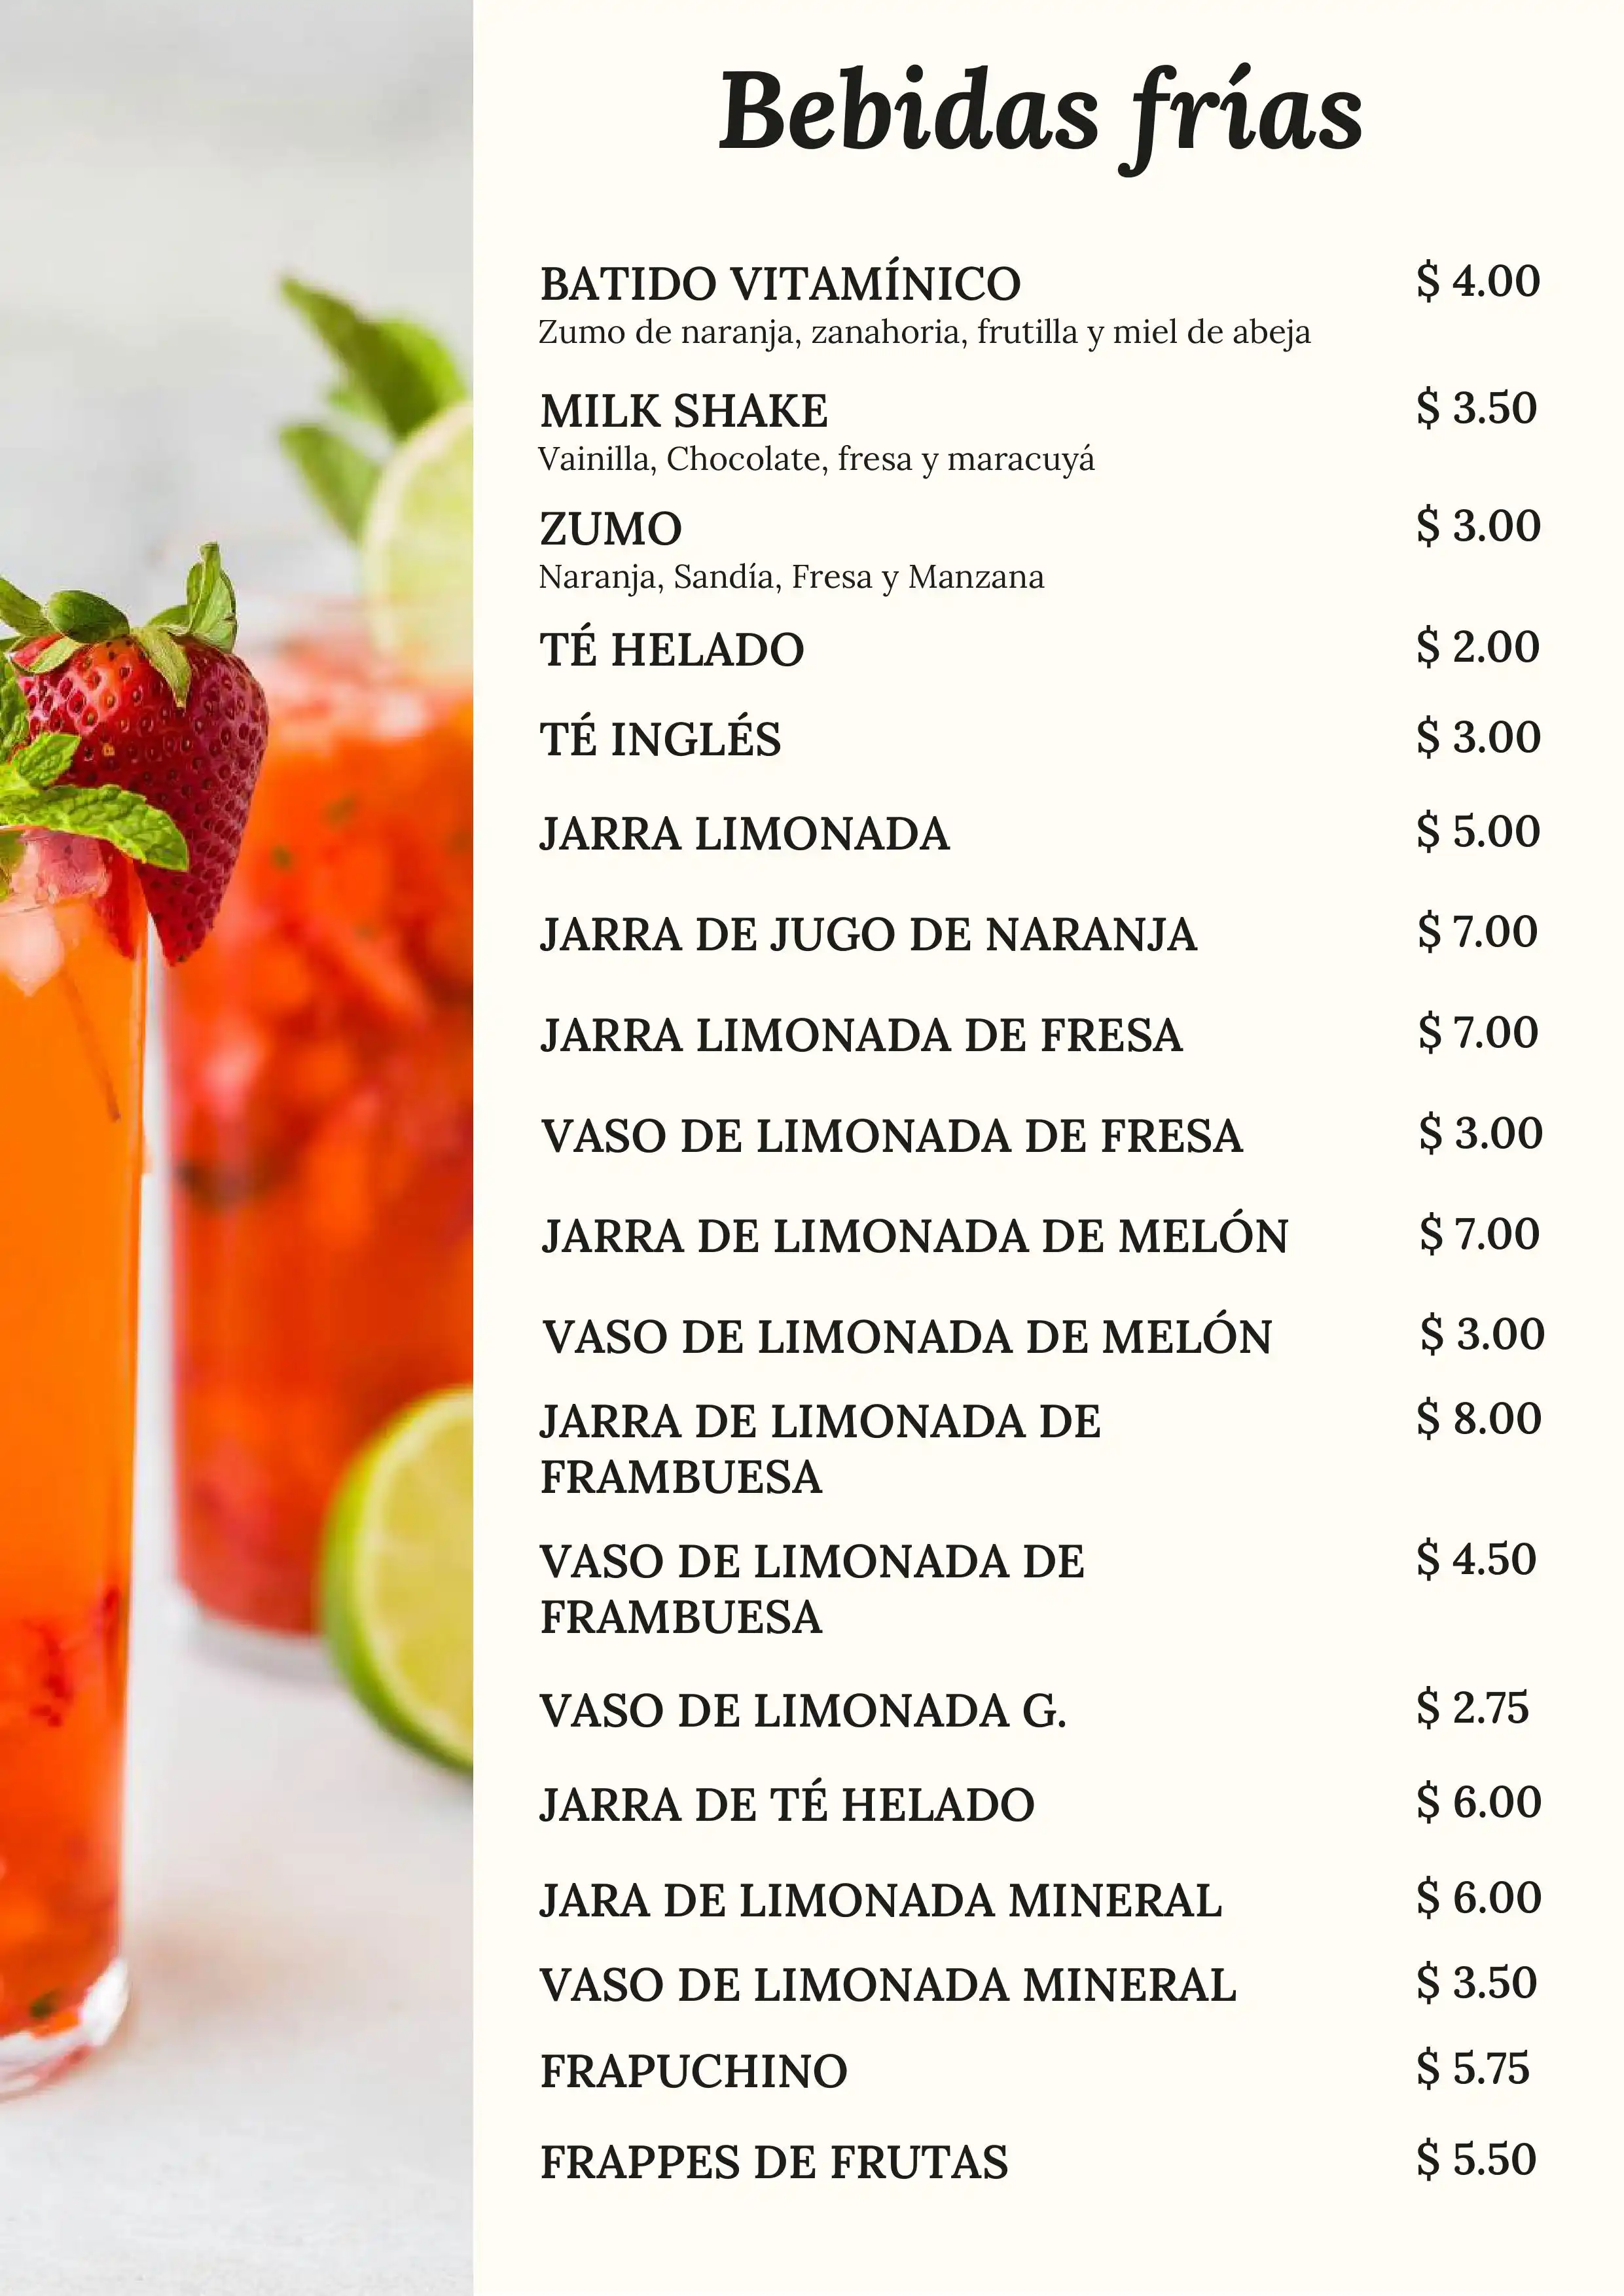 Bebidas frías
BATIDO VITAMÍNICO $ 4.00
Zumo de naranja, zanahoria, frutilla y miel de abeja
MILK SHAKE $ 3.50
Vainilla, Chocolate, fresa y maracuyá
ZUMO $ 3.00
Naranja, Sandía, Fresa y Manzana
TÉ HELADO $ 2.00
TÉ INGLÉS $ 3.00
JARRA LIMONADA $ 5.00
JARRA DE JUGO DE NARANJA $ 7.00
JARRA LIMONADA DE FRESA $ 7.00
VASO DE LIMONADA DE FRESA $ 3.00
JARRA DE LIMONADA DE MELÓN $ 7.00
VASO DE LIMONADA DE MELÓN $ 3.00
JARRA DE LIMONADA DE $ 8.00
FRAMBUESA
VASO DE LIMONADA DE $ 4.50
FRAMBUESA
VASO DE LIMONADA G. $ 2.75
JARRA DE TÉ HELADO $ 6.00
JARA DE LIMONADA MINERAL $ 6.00
VASO DE LIMONADA MINERAL $ 3.50
FRAPUCHINO $ 5.75
FRAPPES DE FRUTAS $ 5.50